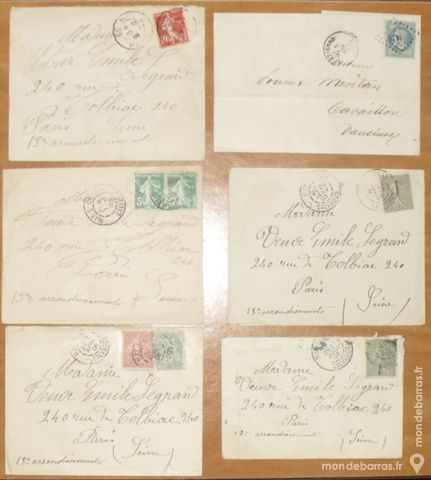 Madame
Veuve Emile Legrand
240 rue de
Tolbiac 240
Paris Seine
13e arrondissement
Cavaillon
Vaucluse
Madame
Veuve Emile Legrand
240 rue de Tolbiac
240
Paris
13e arrondissement (Seine)
Madame
Veuve Emile Legrand
240 rue de Tolbiac 240
Paris
13e arrondissement (Seine)
Madame
Veuve Emile Legrand
240 rue de Tolbiac 240
Paris
(Seine)
13e arrondissement
Madame
Veuve Emile Legrand
240 rue de Tolbiac 240
Paris
13e arrondissement (Seine)
mondebarras.fr